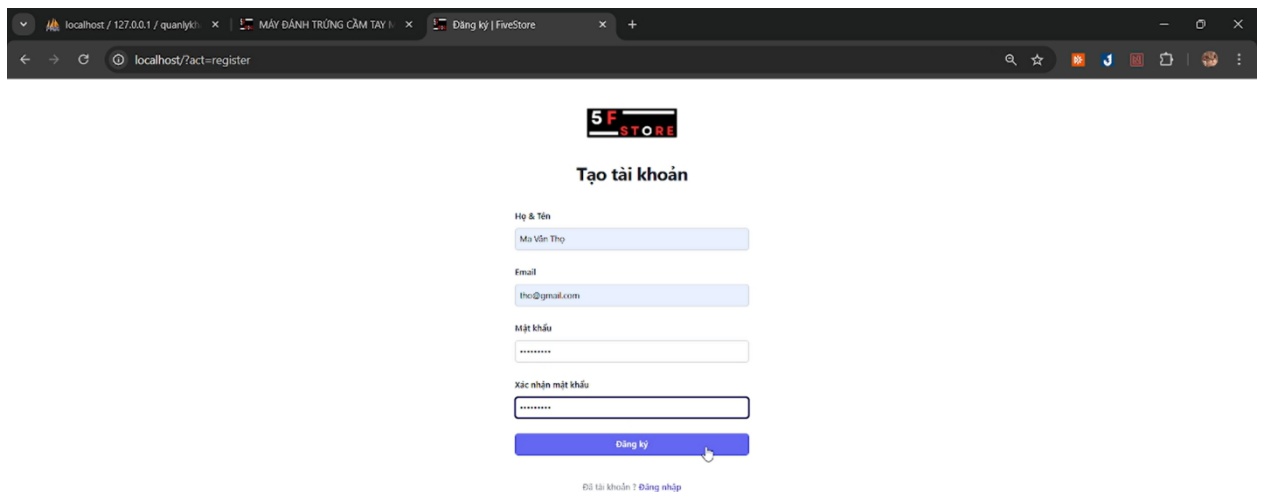 localhost / 127.0.0.1 / quanlykh
MÁY ĐÁNH TRỨNG CẦM TAY
Đăng ký | FiveStore
localhost/?act=register
5 F
STORE
Tạo tài khoản
Họ & Tên
Ma Văn Thọ
Email
tho@gmail.com
Mật khẩu
•••••••••
Xác nhận mật khẩu
•••••••••
Đăng ký
Đã tài khoản ? Đăng nhập